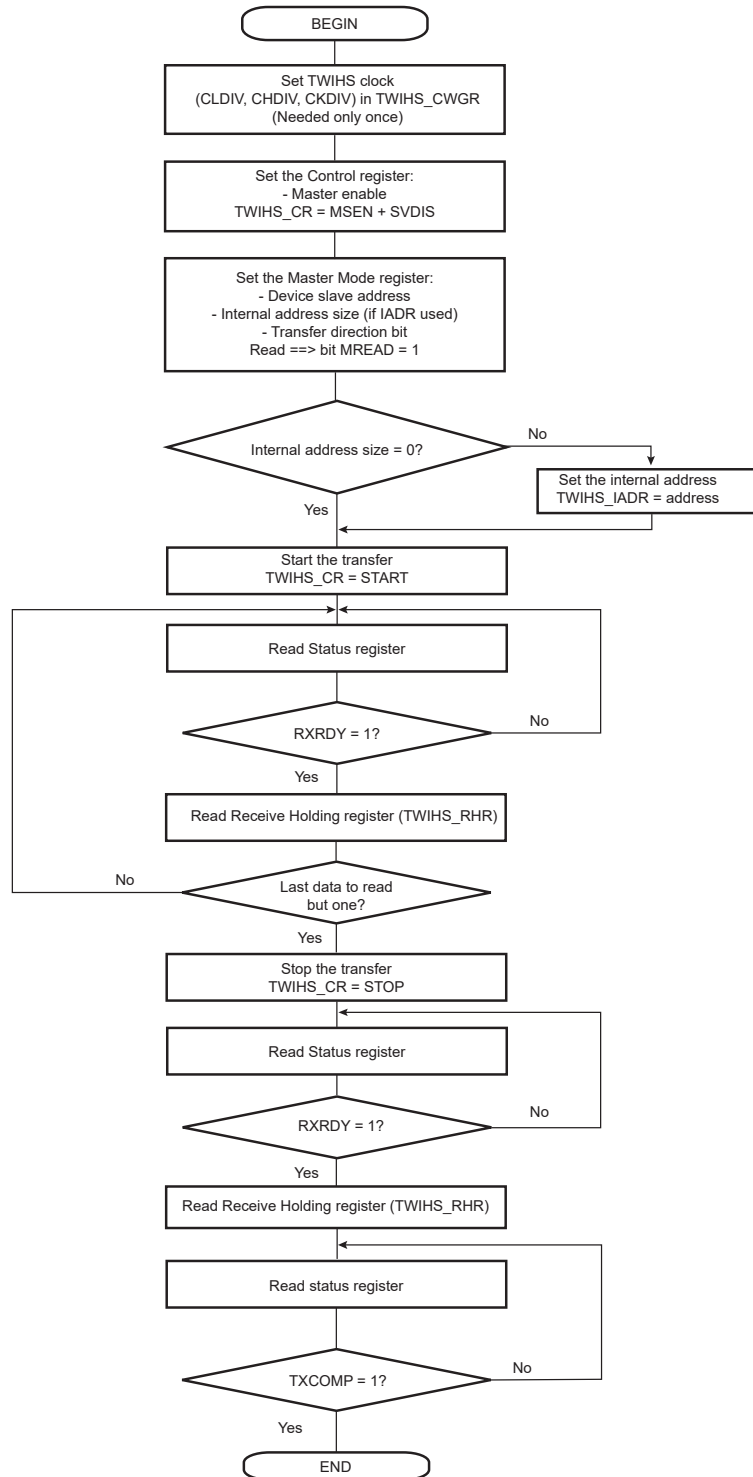 BEGIN
Set TWIHS clock
(CLDIV, CHDIV, CKDIV) in TWIHS_CWGR
(Needed only once)
Set the Control register:
- Master enable
TWIHS_CR = MSEN + SVDIS
Set the Master Mode register:
- Device slave address
- Internal address size (if IADR used)
- Transfer direction bit
Read ==> bit MREAD = 1
Internal address size = 0?
No
Set the internal address
TWIHS_IADR = address
Yes
Start the transfer
TWIHS_CR = START
Read Status register
RXRDY = 1?
No
Yes
Read Receive Holding register (TWIHS_RHR)
No
Last data to read
but one?
Yes
Stop the transfer
TWIHS_CR = STOP
Read Status register
RXRDY = 1?
No
Yes
Read Receive Holding register (TWIHS_RHR)
Read status register
TXCOMP = 1?
No
Yes
END